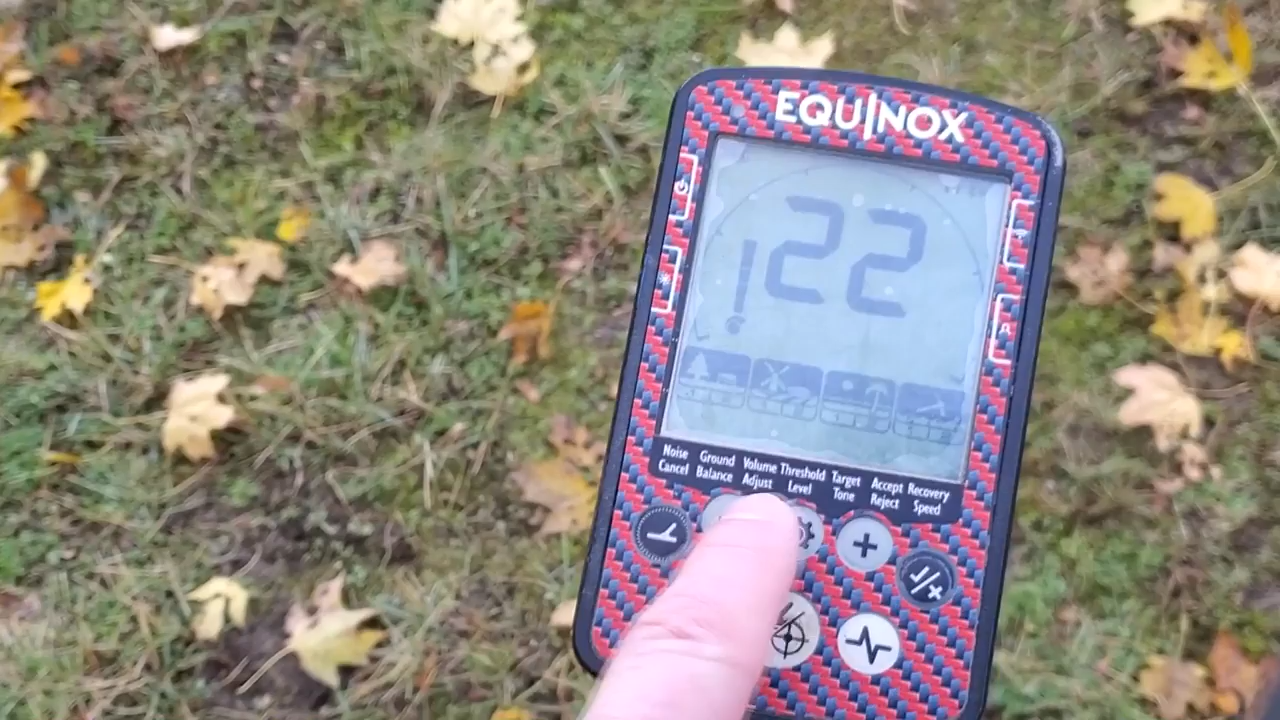 EQUINOX
22
Noise Ground Volume Threshold Target Accept Recovery
Cancel Balance Adjust Level Tone Reject Speed